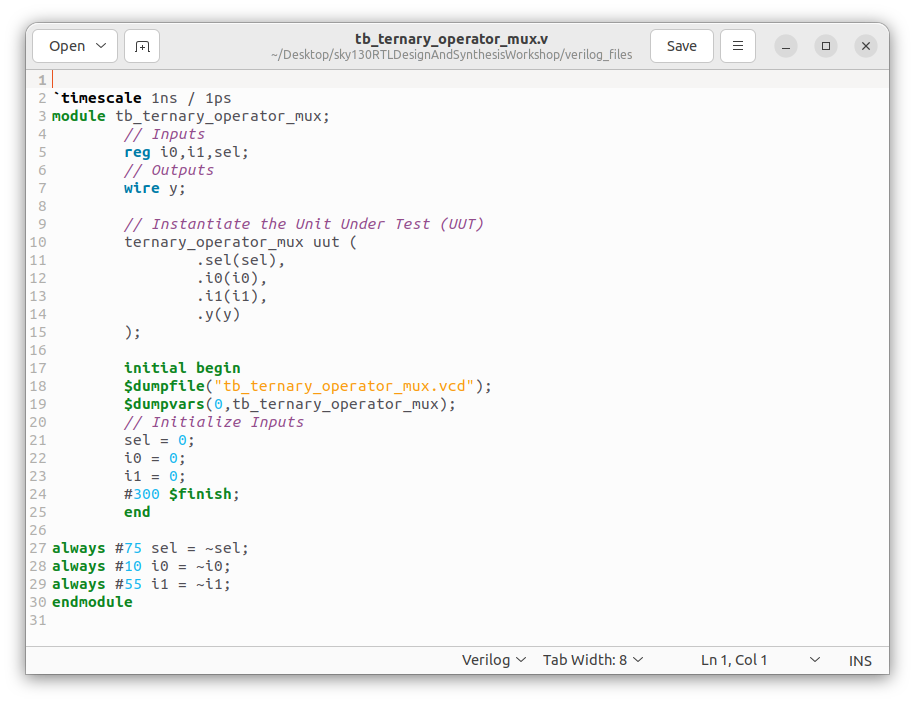 Open
tb_ternary_operator_mux.v
~/Desktop/sky130RTLDesignAndSynthesisWorkshop/verilog_files
Save
1
2 `timescale 1ns / 1ps
3 module tb_ternary_operator_mux;
4 // Inputs
5 reg i0,i1,sel;
6 // Outputs
7 wire y;
8
9 // Instantiate the Unit Under Test (UUT)
10 ternary_operator_mux uut (
11 .sel(sel),
12 .i0(i0),
13 .i1(i1),
14 .y(y)
15 );
16
17 initial begin
18 $dumpfile("tb_ternary_operator_mux.vcd");
19 $dumpvars(0,tb_ternary_operator_mux);
20 // Initialize Inputs
21 sel = 0;
22 i0 = 0;
23 i1 = 0;
24 #300 $finish;
25 end
26
27 always #75 sel = ~sel;
28 always #10 i0 = ~i0;
29 always #55 i1 = ~i1;
30 endmodule
31
Verilog Tab Width: 8 Ln 1, Col 1 INS